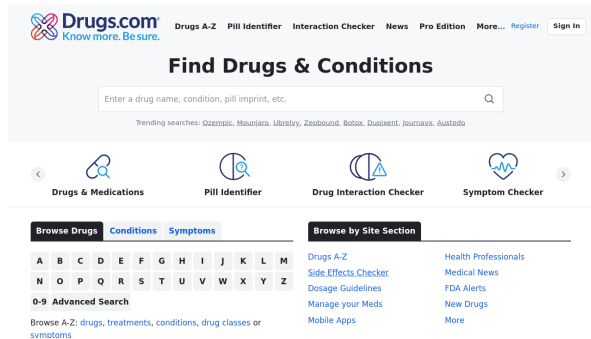 Drugs.com®
Know more. Be sure.
Drugs A-Z Pill Identifier Interaction Checker News Pro Edition More... Register Sign In
Find Drugs & Conditions
Enter a drug name, condition, pill imprint, etc.
Trending searches: Ozempic, Mounjaro, Ubrelvy, Zepbound, Botox, Dupixent, Journavx, Austedo
Drugs & Medications Pill Identifier Drug Interaction Checker Symptom Checker
Browse Drugs Conditions Symptoms
A B C D E F G H I J K L M
N O P Q R S T U V W X Y Z
0-9 Advanced Search
Browse A-Z: drugs, treatments, conditions, drug classes or
symptoms
Browse by Site Section
Drugs A-Z Health Professionals
Side Effects Checker Medical News
Dosage Guidelines FDA Alerts
Manage your Meds New Drugs
Mobile Apps More